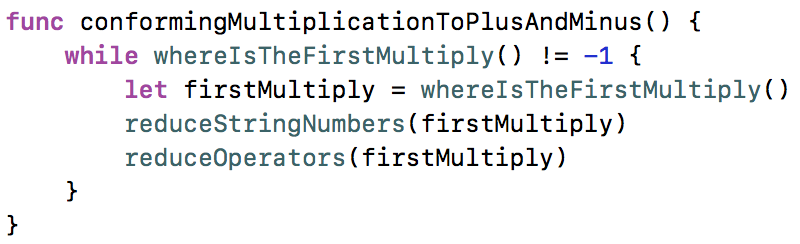 func conformingMultiplicationToPlusAndMinus() {
    while whereIsTheFirstMultiply() != -1 {
        let firstMultiply = whereIsTheFirstMultiply()
        reduceStringNumbers(firstMultiply)
        reduceOperators(firstMultiply)
    }
}